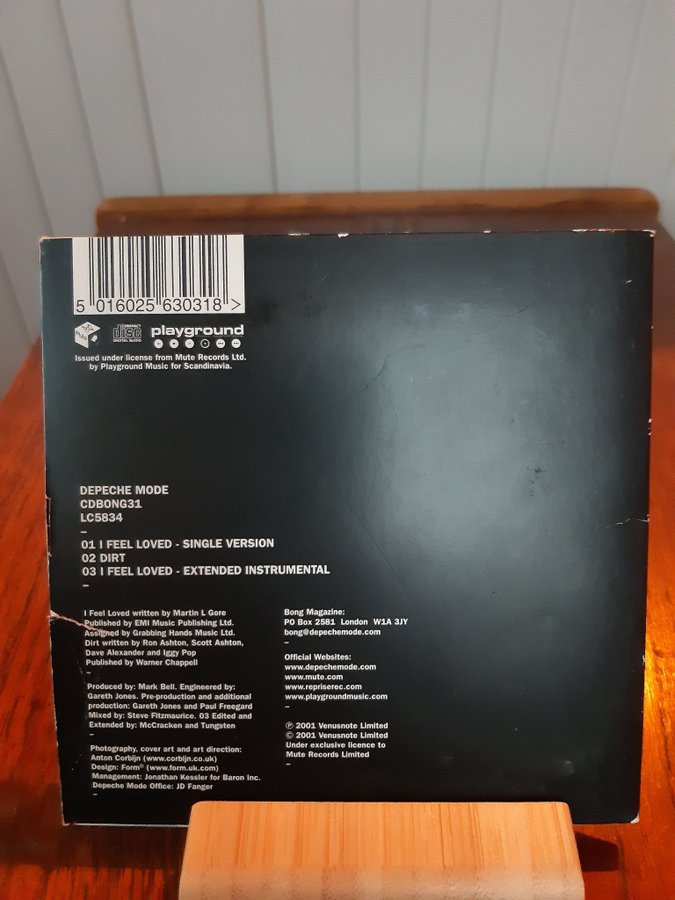 5 016025 630318 >
COMPACT
disc
DIGITAL AUDIO
playground
Issued under license from Mute Records Ltd.
by Playground Music for Scandinavia.
DEPECHE MODE
CDBONG31
LC5834
–
01 I FEEL LOVED - SINGLE VERSION
02 DIRT
03 I FEEL LOVED - EXTENDED INSTRUMENTAL
–
I Feel Loved written by Martin L Gore
Published by EMI Music Publishing Ltd.
Assigned by Grabbing Hands Music Ltd.
Dirt written by Ron Ashton, Scott Ashton,
Dave Alexander and Iggy Pop
Published by Warner Chappell
–
Produced by: Mark Bell. Engineered by:
Gareth Jones. Pre-production and additional
production: Gareth Jones and Paul Freegard
Mixed by: Steve Fitzmaurice. 03 Edited and
Extended by: McCracken and Tungsten
–
Photography, cover art and art direction:
Anton Corbijn (www.corbijn.co.uk)
Design: Form® (www.form.uk.com)
Management: Jonathan Kessler for Baron Inc.
Depeche Mode Office: JD Fanger
–
Bong Magazine:
PO Box 2581 London W1A 3JY
bong@depechemode.com
–
Official Websites:
www.depechemode.com
www.mute.com
www.repriserec.com
www.playgroundmusic.com
–
℗ 2001 Venusnote Limited
© 2001 Venusnote Limited
Under exclusive licence to
Mute Records Limited
–